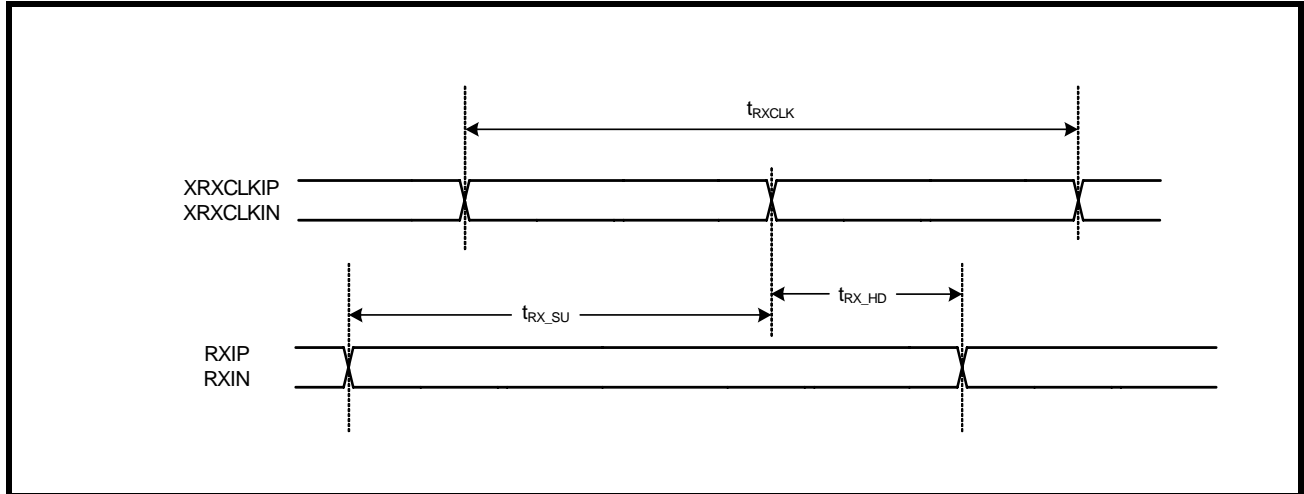 tRXCLK
XRXCLKIP
XRXCLKIN
tRX_HD
tRX_SU
RXIP
RXIN